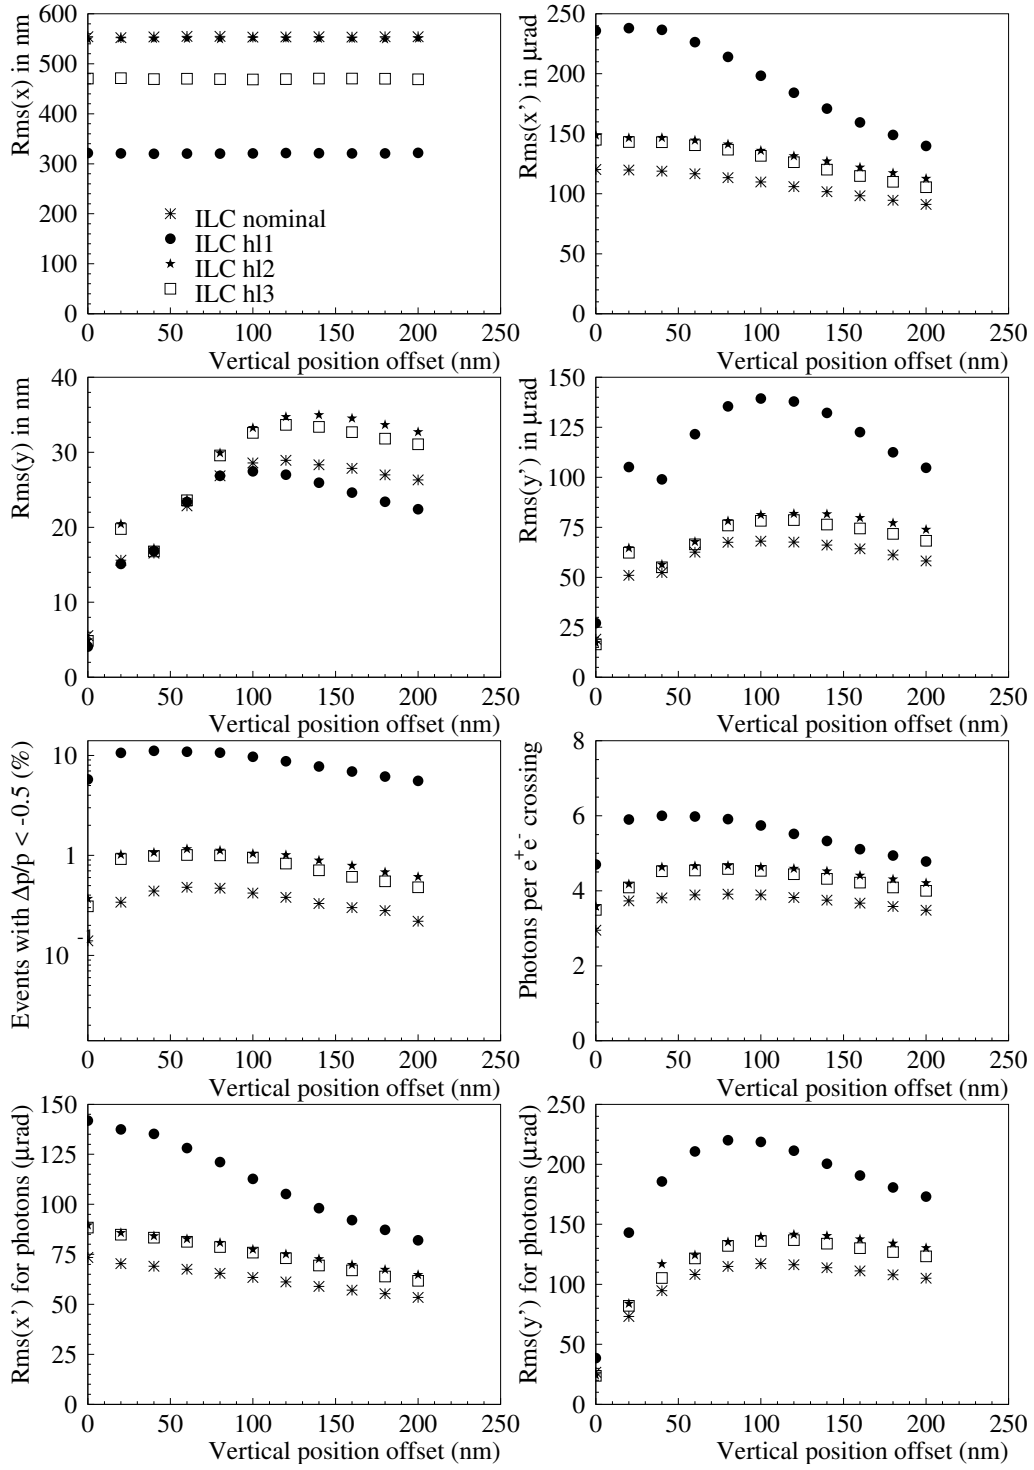 Rms(x) in nm
600
500
400
300
200
100
0
ILC nominal
ILC hl1
ILC hl2
ILC hl3
0 50 100 150 200 250
Vertical position offset (nm)
Rms(x’) in μrad
250
200
150
100
50
0
0 50 100 150 200 250
Vertical position offset (nm)
Rms(y) in nm
40
30
20
10
0
0 50 100 150 200 250
Vertical position offset (nm)
Rms(y’) in μrad
150
125
100
75
50
25
0
0 50 100 150 200 250
Vertical position offset (nm)
Events with Δp/p < -0.5 (%)
10
1
10⁻¹
0 50 100 150 200 250
Vertical position offset (nm)
Photons per e⁺e⁻ crossing
8
6
4
2
0
0 50 100 150 200 250
Vertical position offset (nm)
Rms(x’) for photons (μrad)
150
125
100
75
50
25
0
0 50 100 150 200 250
Vertical position offset (nm)
Rms(y’) for photons (μrad)
250
200
150
100
50
0
0 50 100 150 200 250
Vertical position offset (nm)